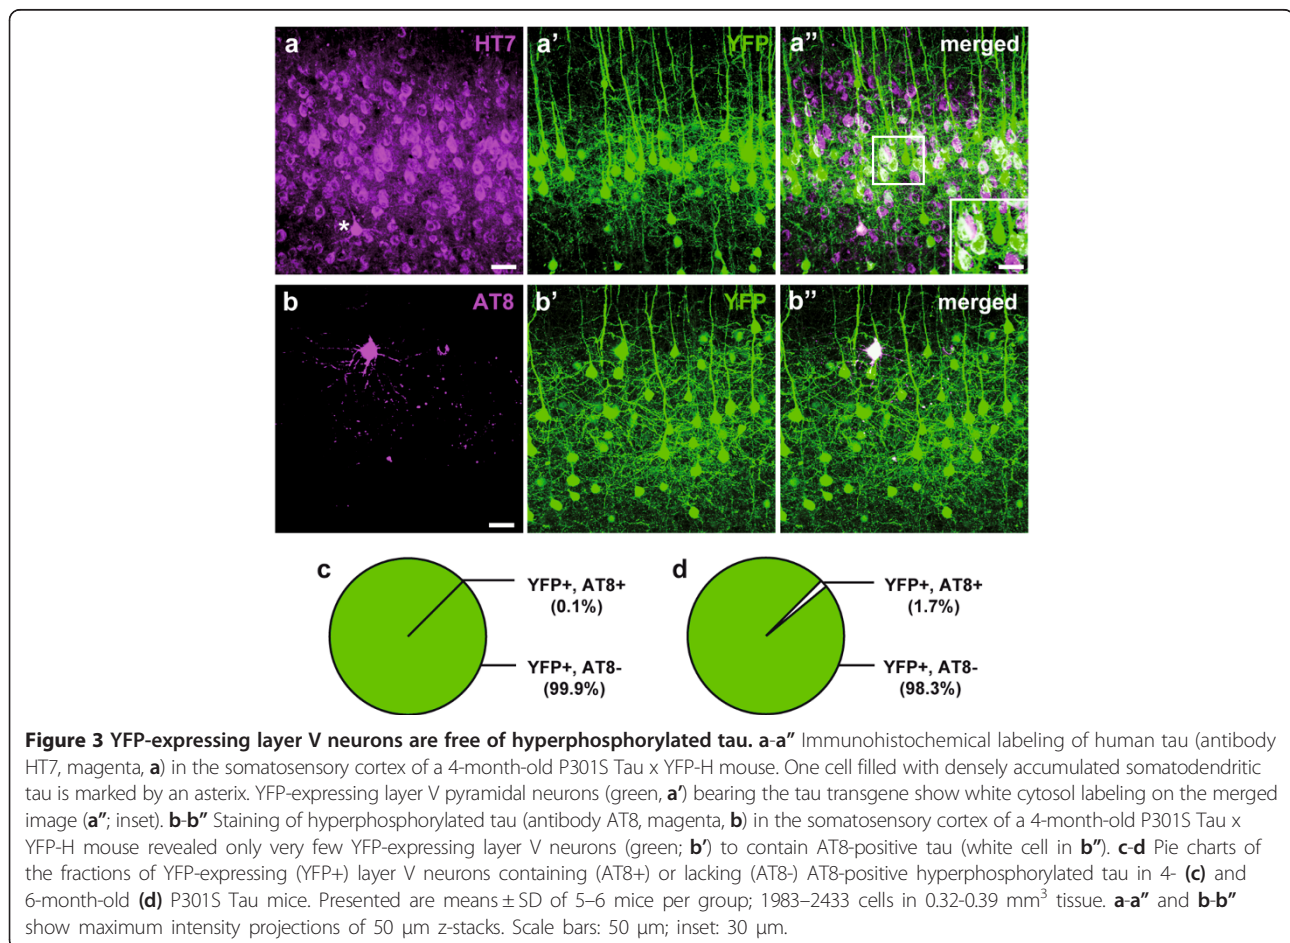 a HT7 a’ YFP a” merged
*
b AT8 b’ YFP b” merged
c YFP+, AT8+ d YFP+, AT8+
(0.1%) (1.7%)
YFP+, AT8- YFP+, AT8-
(99.9%) (98.3%)
Figure 3 YFP-expressing layer V neurons are free of hyperphosphorylated tau. a-a” Immunohistochemical labeling of human tau (antibody
HT7, magenta, a) in the somatosensory cortex of a 4-month-old P301S Tau x YFP-H mouse. One cell filled with densely accumulated somatodendritic
tau is marked by an asterix. YFP-expressing layer V pyramidal neurons (green, a’) bearing the tau transgene show white cytosol labeling on the merged
image (a”; inset). b-b” Staining of hyperphosphorylated tau (antibody AT8, magenta, b) in the somatosensory cortex of a 4-month-old P301S Tau x
YFP-H mouse revealed only very few YFP-expressing layer V neurons (green; b’) to contain AT8-positive tau (white cell in b”). c-d Pie charts of
the fractions of YFP-expressing (YFP+) layer V neurons containing (AT8+) or lacking (AT8-) AT8-positive hyperphosphorylated tau in 4- (c) and
6-month-old (d) P301S Tau mice. Presented are means ± SD of 5–6 mice per group; 1983–2433 cells in 0.32-0.39 mm³ tissue. a-a” and b-b”
show maximum intensity projections of 50 μm z-stacks. Scale bars: 50 μm; inset: 30 μm.